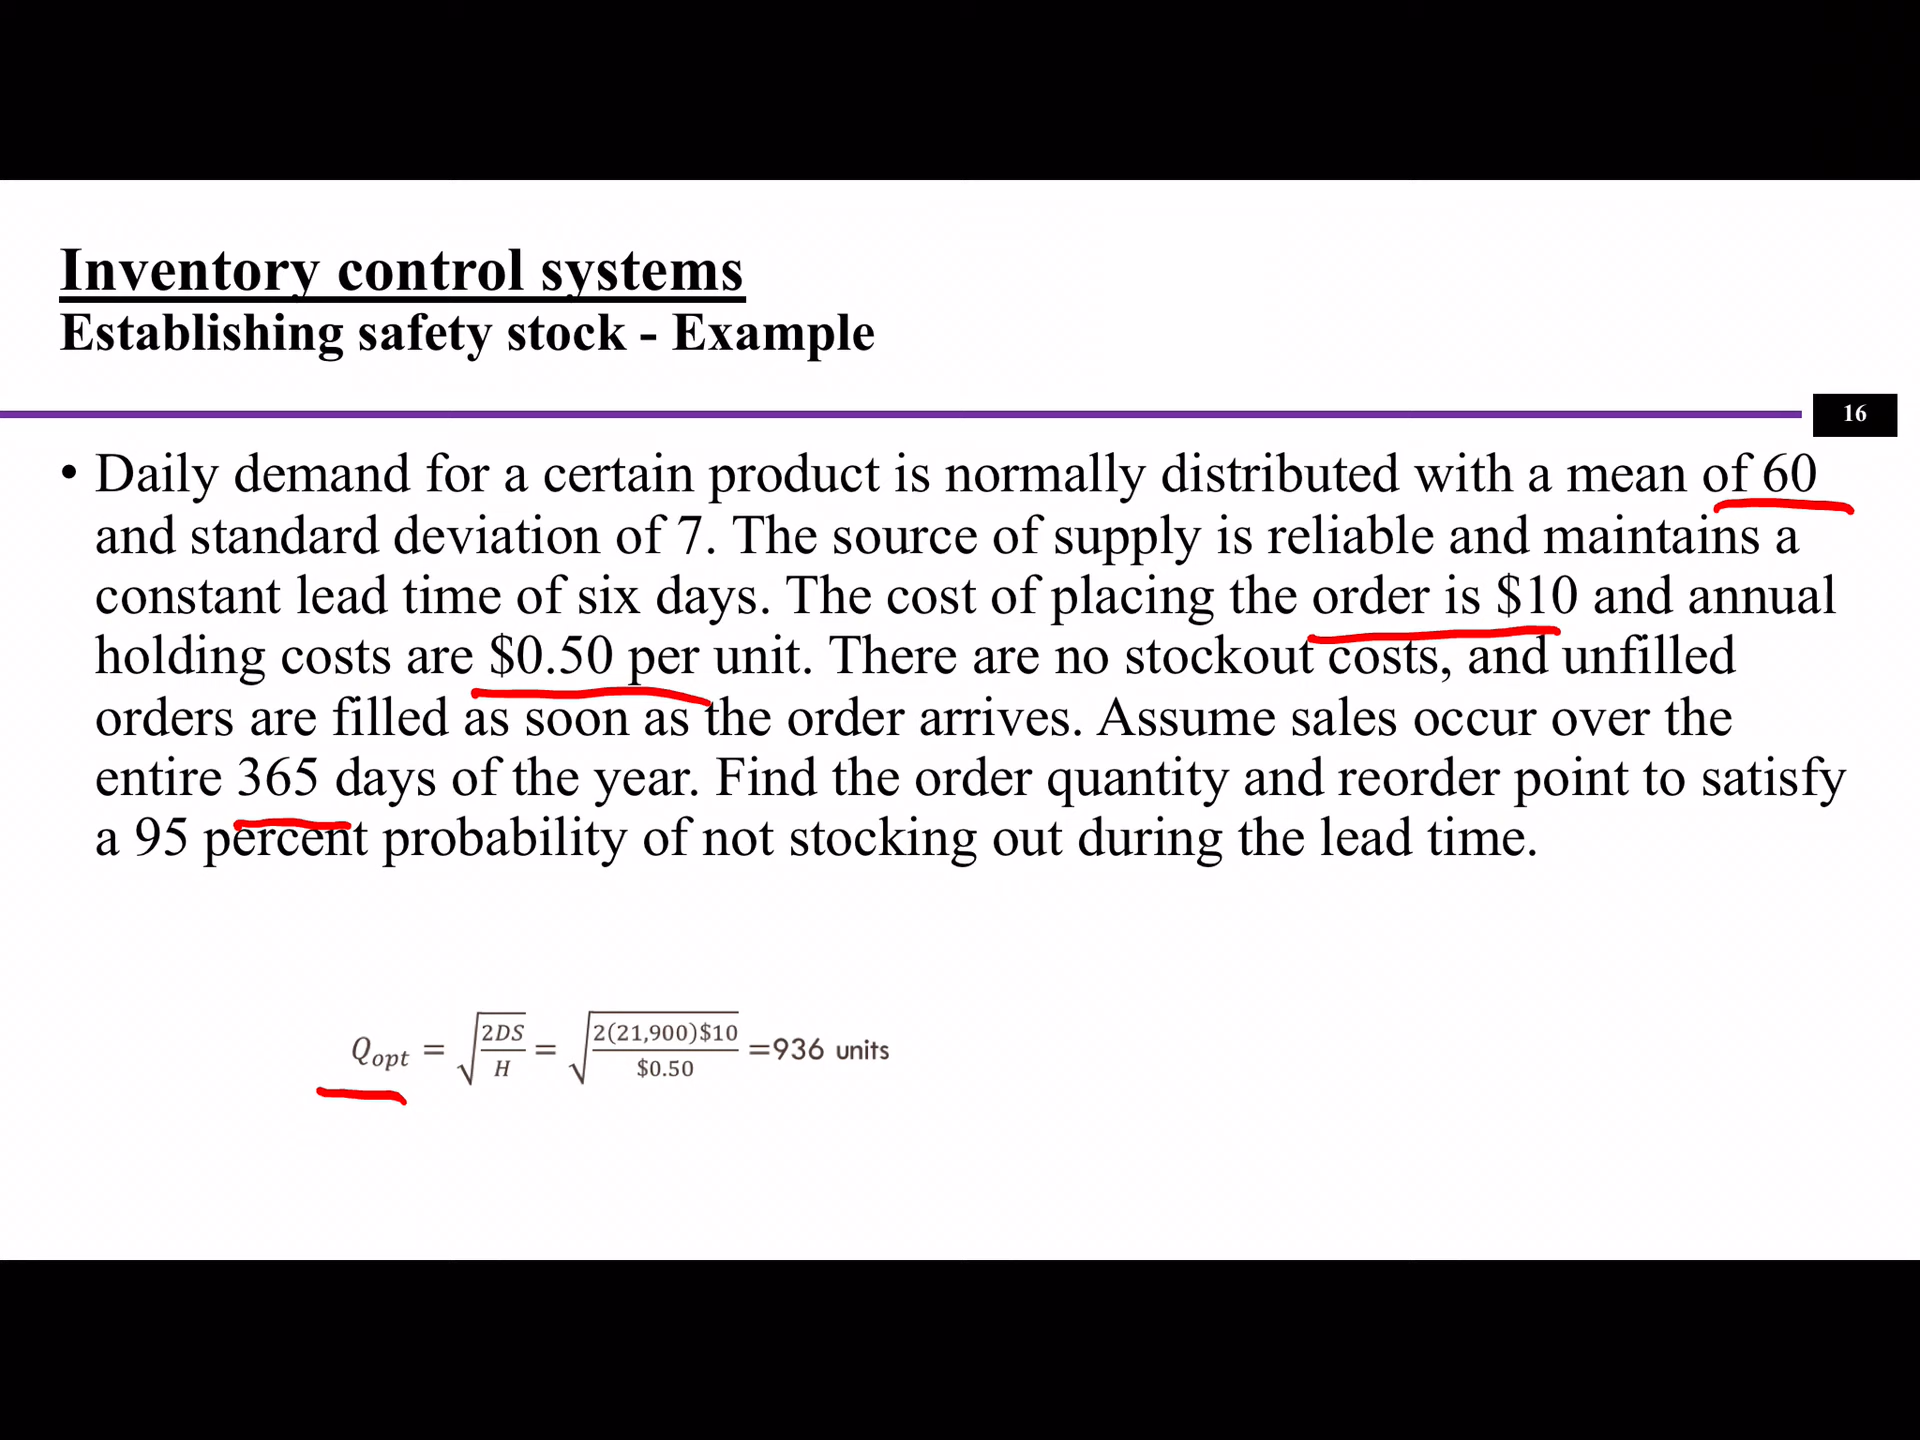 Inventory control systems
Establishing safety stock - Example
16
• Daily demand for a certain product is normally distributed with a mean of 60
and standard deviation of 7. The source of supply is reliable and maintains a
constant lead time of six days. The cost of placing the order is $10 and annual
holding costs are $0.50 per unit. There are no stockout costs, and unfilled
orders are filled as soon as the order arrives. Assume sales occur over the
entire 365 days of the year. Find the order quantity and reorder point to satisfy
a 95 percent probability of not stocking out during the lead time.
Q_opt = √(2DS/H) = √(2(21,900)$10/$0.50) =936 units